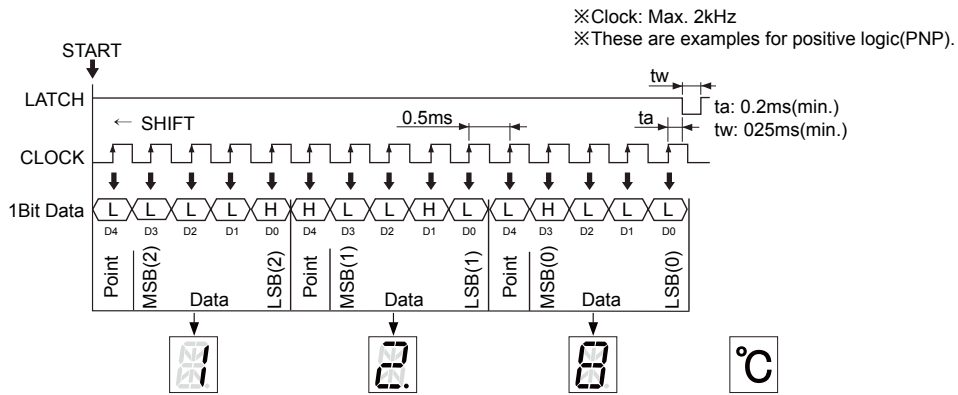 ※Clock: Max. 2kHz
※These are examples for positive logic(PNP).
START
tw
LATCH
ta: 0.2ms(min.)
← SHIFT
0.5ms
ta
tw: 025ms(min.)
CLOCK
1Bit Data L L L L H H L L H L L H L L L
D4 D3 D2 D1 D0 D4 D3 D2 D1 D0 D4 D3 D2 D1 D0
Point MSB(2) Data LSB(2) Point MSB(1) Data LSB(1) Point MSB(0) Data LSB(0)
1 2. 8 °C